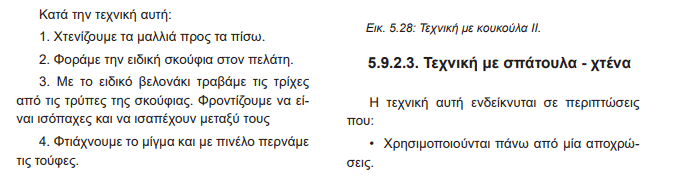 Κατά την τεχνική αυτή:
1. Χτενίζουμε τα μαλλιά προς τα πίσω.
2. Φοράμε την ειδική σκούφια στον πελάτη.
3. Με το ειδικό βελονάκι τραβάμε τις τρίχες
από τις τρύπες της σκούφιας. Φροντίζουμε να εί-
ναι ισόπαχες και να ισαπέχουν μεταξύ τους
4. Φτιάχνουμε το μίγμα και με πινέλο περνάμε
τις τούφες.
Εικ. 5.28: Τεχνική με κουκούλα ΙΙ.
5.9.2.3. Τεχνική με σπάτουλα - χτένα
Η τεχνική αυτή ενδείκνυται σε περιπτώσεις
που:
• Χρησιμοποιούνται πάνω από μία αποχρώ-
σεις.